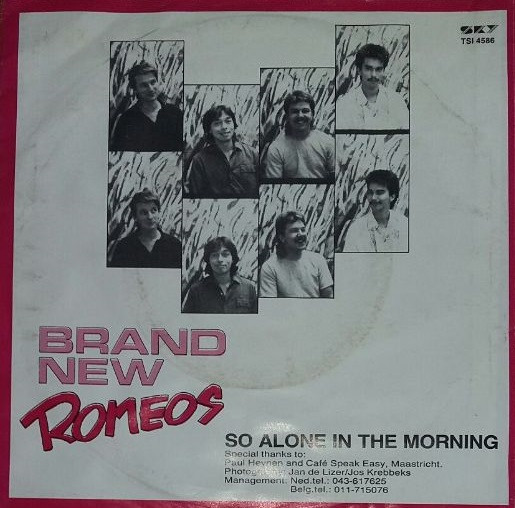 SKY
TSI 4586
BRAND
NEW
ROMEOS
SO ALONE IN THE MORNING
Special thanks to:
Paul Heynen and Café Speak Easy, Maastricht.
Photography: Jan de Lizer/Jos Krebbeks
Management: Ned.tel.: 043-617625
Belg.tel.: 011-715076